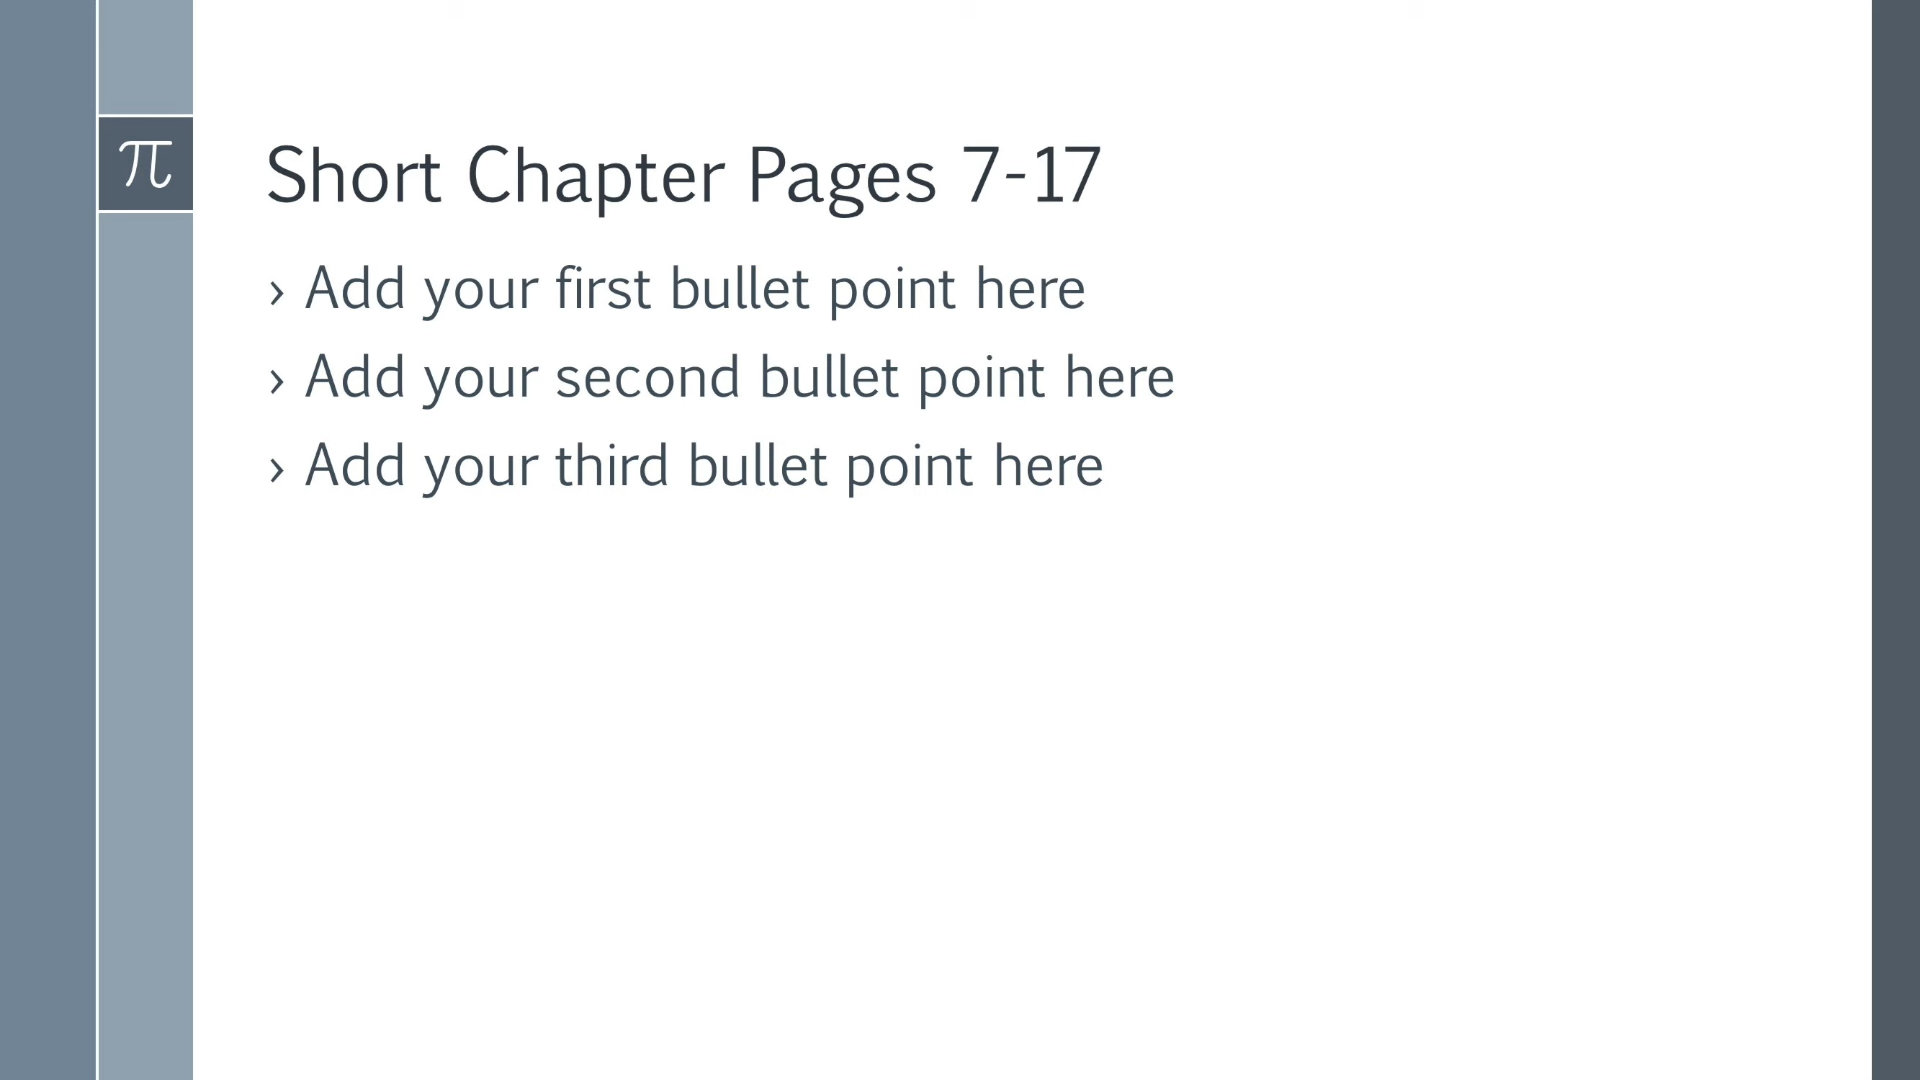 π
Short Chapter Pages 7-17
› Add your first bullet point here
› Add your second bullet point here
› Add your third bullet point here